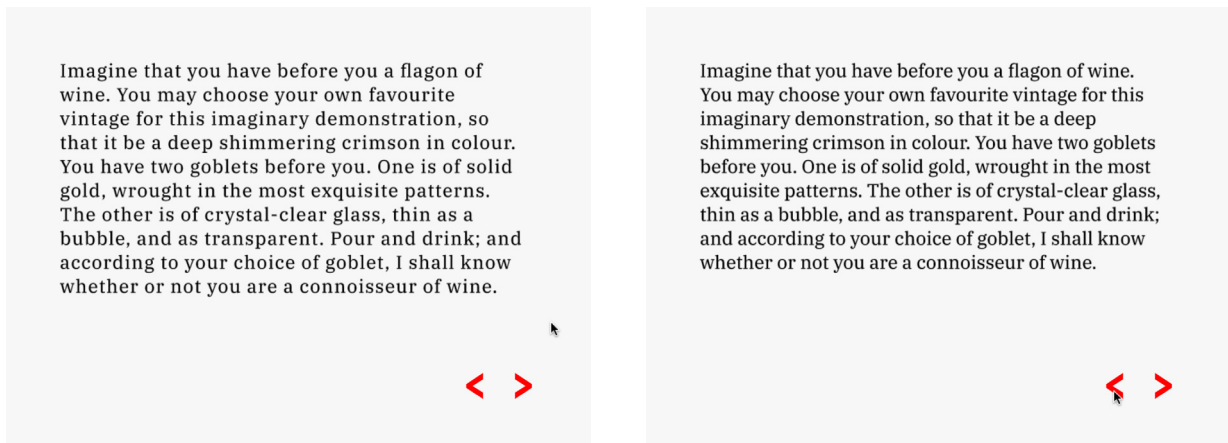 Imagine that you have before you a flagon of
wine. You may choose your own favourite
vintage for this imaginary demonstration, so
that it be a deep shimmering crimson in colour.
You have two goblets before you. One is of solid
gold, wrought in the most exquisite patterns.
The other is of crystal-clear glass, thin as a
bubble, and as transparent. Pour and drink; and
according to your choice of goblet, I shall know
whether or not you are a connoisseur of wine.
< >
Imagine that you have before you a flagon of wine.
You may choose your own favourite vintage for this
imaginary demonstration, so that it be a deep
shimmering crimson in colour. You have two goblets
before you. One is of solid gold, wrought in the most
exquisite patterns. The other is of crystal-clear glass,
thin as a bubble, and as transparent. Pour and drink;
and according to your choice of goblet, I shall know
whether or not you are a connoisseur of wine.
< >